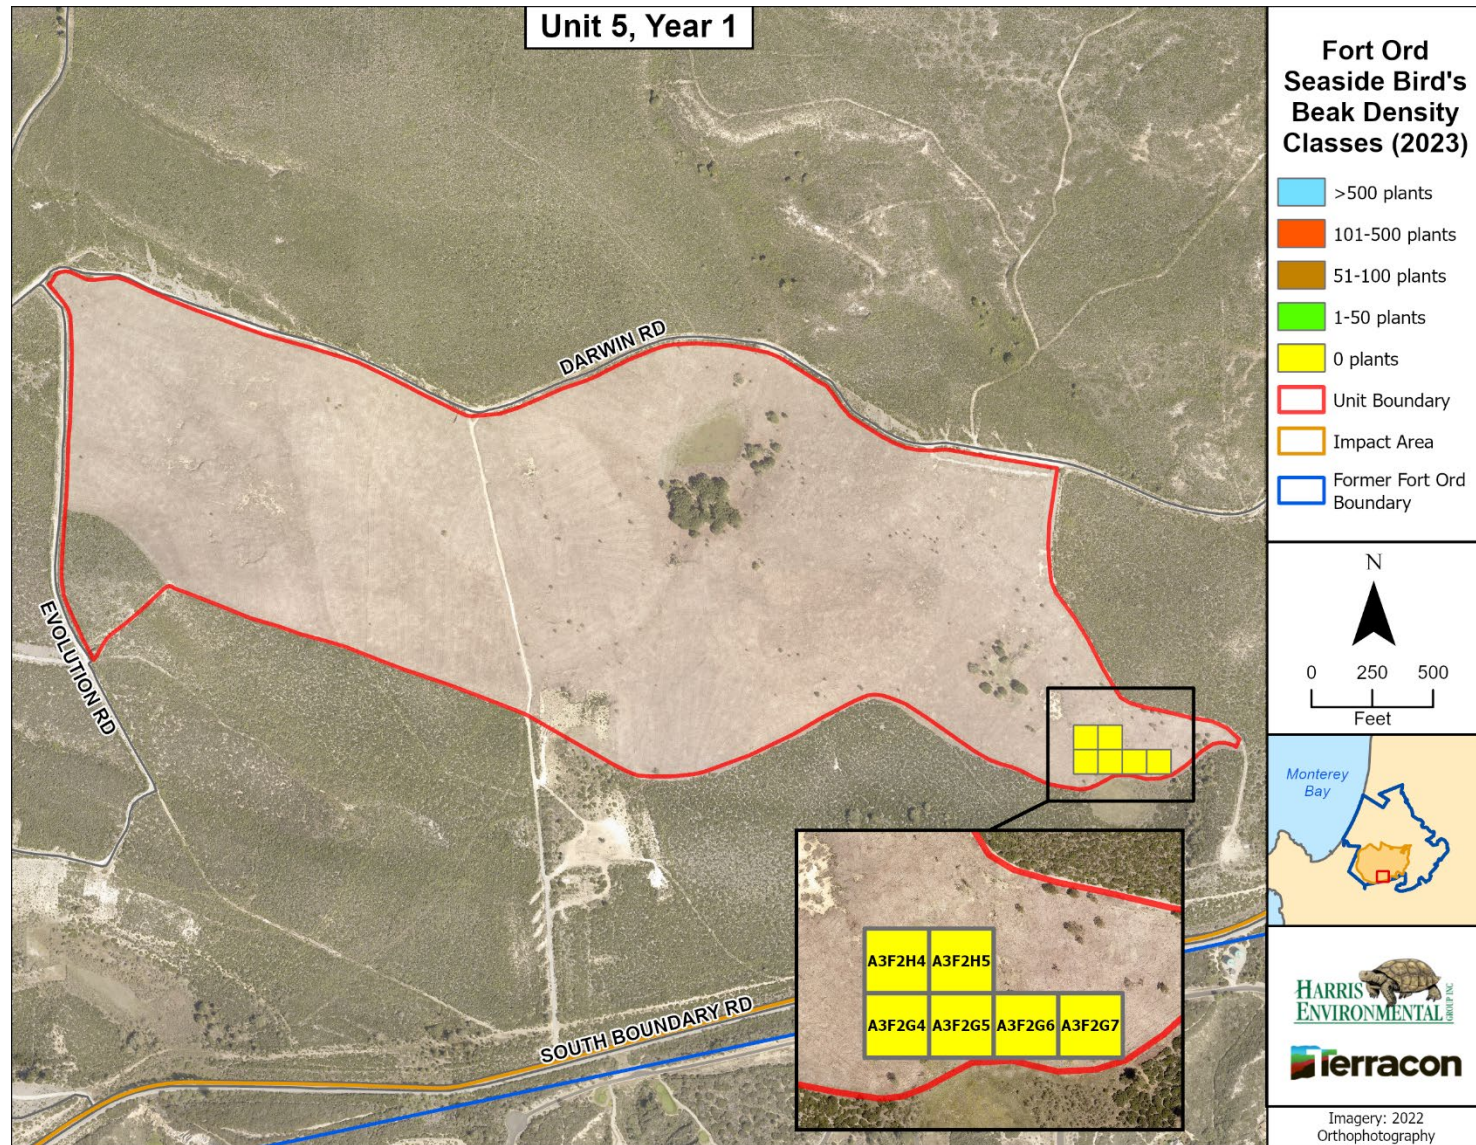 Unit 5, Year 1
DARWIN RD
EVOLUTION RD
SOUTH BOUNDARY RD
A3F2H4 A3F2H5
A3F2G4 A3F2G5 A3F2G6 A3F2G7
Fort Ord
Seaside Bird's
Beak Density
Classes (2023)
>500 plants
101-500 plants
51-100 plants
1-50 plants
0 plants
Unit Boundary
Impact Area
Former Fort Ord
Boundary
N
0 250 500
Feet
Monterey
Bay
HARRIS
ENVIRONMENTAL
GROUP INC
Terracon
Imagery: 2022
Orthophotography